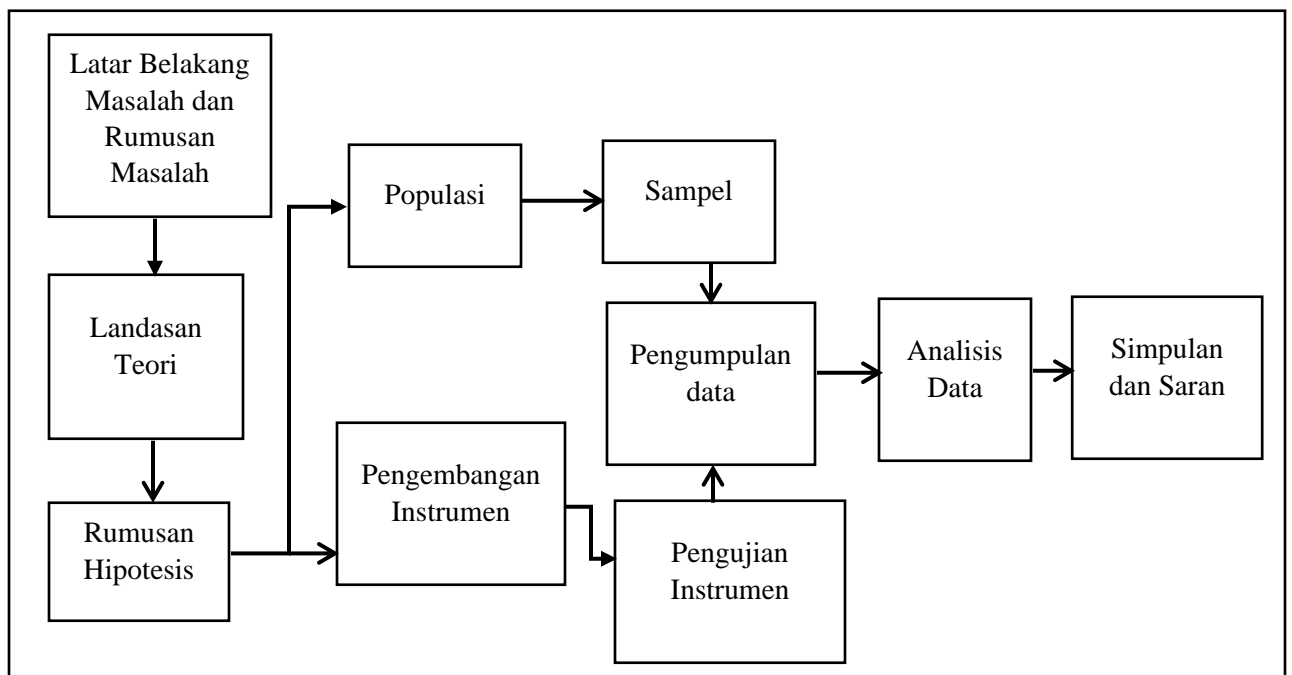 Latar Belakang
Masalah dan
Rumusan
Masalah
Landasan
Teori
Rumusan
Hipotesis
Populasi
Sampel
Pengembangan
Instrumen
Pengujian
Instrumen
Pengumpulan
data
Analisis
Data
Simpulan
dan Saran